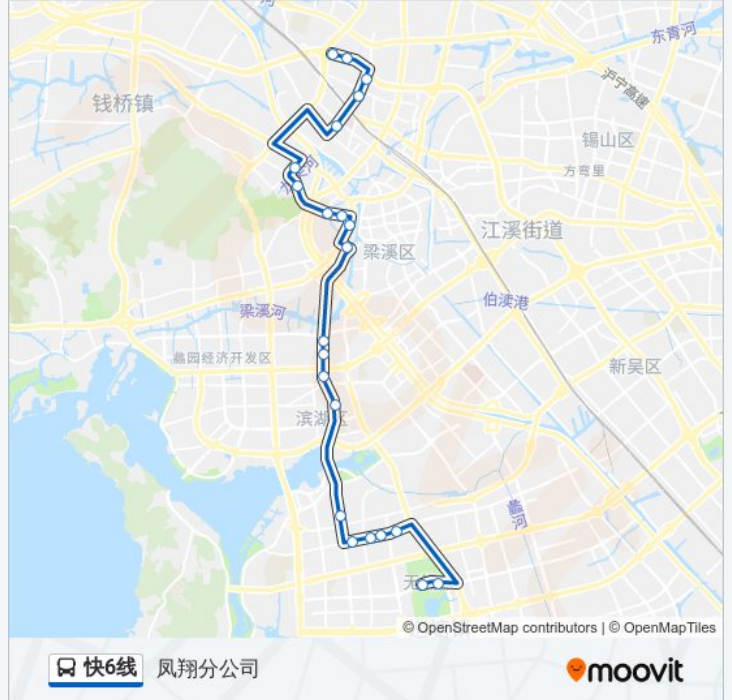 河
东青河
沪宁高速
钱桥镇
锡山区
方弯里
江溪街道
梁溪区
伯渎港
梁溪河
蠡园经济开发区
新吴区
滨湖区
蠡河
无
© OpenStreetMap contributors | © OpenMapTiles
快6线 凤翔分公司 moovit